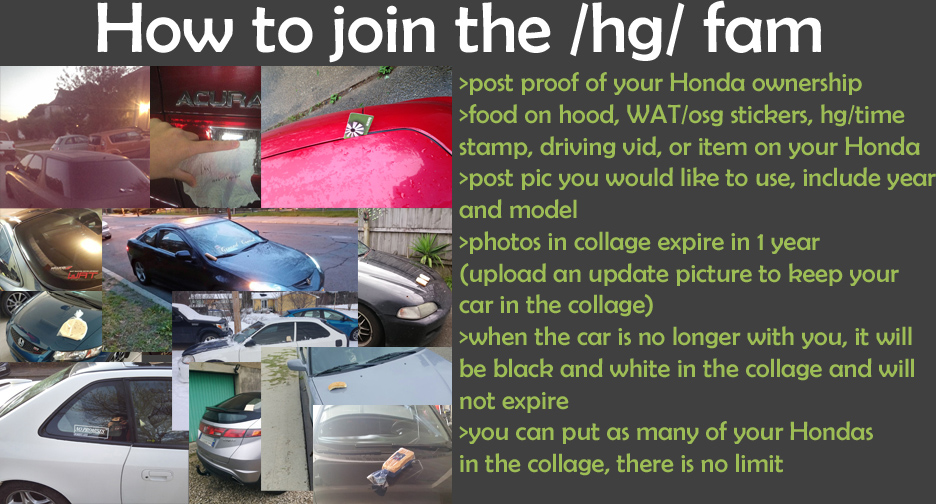 How to join the /hg/ fam
>post proof of your Honda ownership
>food on hood, WAT/osg stickers, hg/time
stamp, driving vid, or item on your Honda
>post pic you would like to use, include year
and model
>photos in collage expire in 1 year
(upload an update picture to keep your
car in the collage)
>when the car is no longer with you, it will
be black and white in the collage and will
not expire
>you can put as many of your Hondas
in the collage, there is no limit
ACURA
WAT